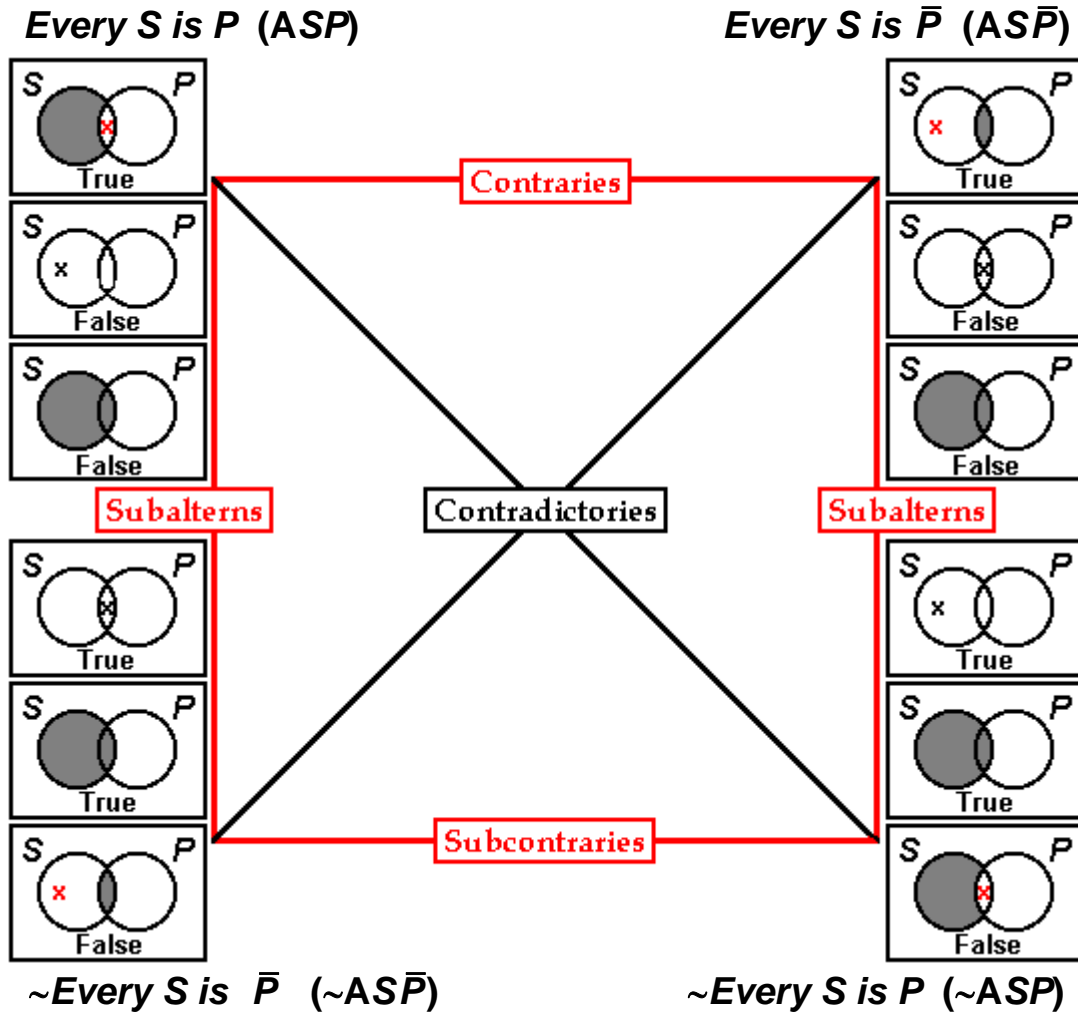 Every S is P (ASP)
Every S is P̅ (ASP̅)
S P
x
True
S P
x
True
Contraries
S P
x
False
S P
x
False
S P
False
S P
False
Subalterns
Contradictories
Subalterns
S P
x
True
S P
x
True
S P
True
S P
True
Subcontraries
S P
x
False
S P
x
False
~Every S is P̅ (~ASP̅)
~Every S is P (~ASP)